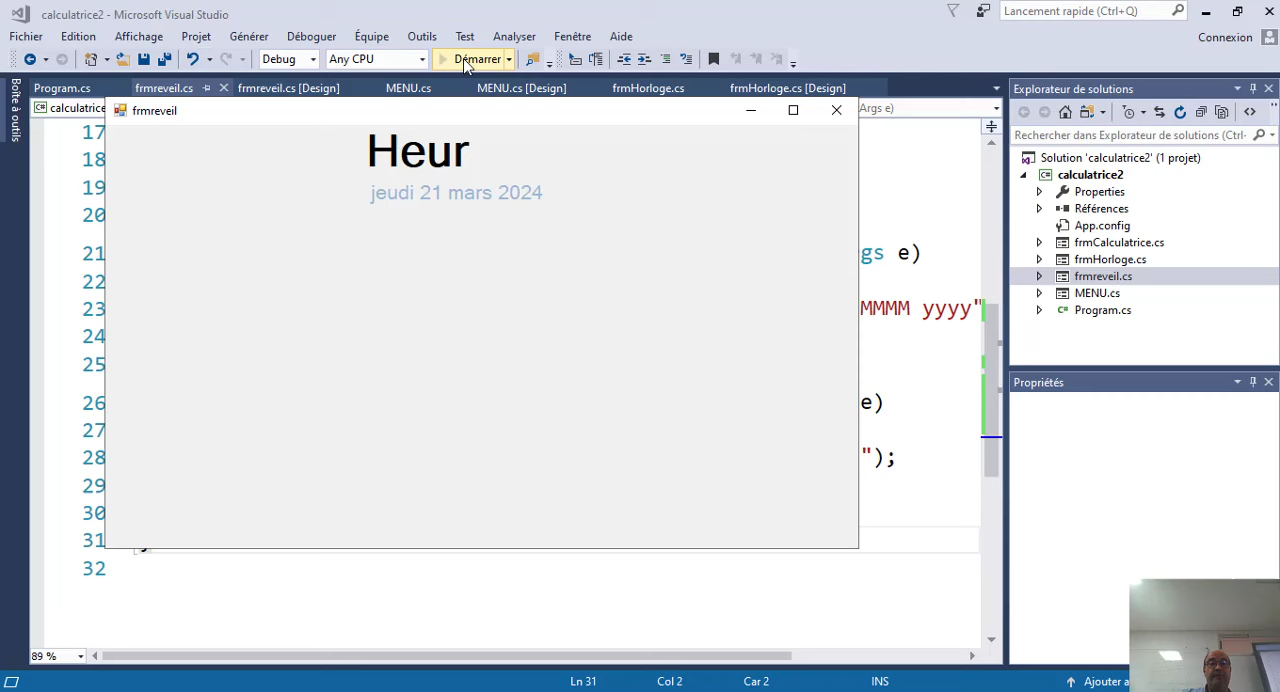 calculatrice2 - Microsoft Visual Studio
Lancement rapide (Ctrl+Q)
Fichier Edition Affichage Projet Générer Déboguer Équipe Outils Test Analyser Fenêtre Aide
Connexion
Debug Any CPU Démarrer
Boîte à outils
Program.cs frmreveil.cs frmreveil.cs [Design] MENU.cs MENU.cs [Design] frmHorloge.cs frmHorloge.cs [Design]
calculatrice
Args e)
frmreveil
Heur
jeudi 21 mars 2024
17
18
19
20
21 gs e)
22
23 MMMM yyyy"
24
25
26 e)
27
28 ");
29
30
31
32
89 %
Explorateur de solutions
Rechercher dans Explorateur de solutions (Ctrl-
Solution 'calculatrice2' (1 projet)
calculatrice2
Properties
Références
App.config
frmCalculatrice.cs
frmHorloge.cs
frmreveil.cs
MENU.cs
Program.cs
Propriétés
Ln 31 Col 2 Car 2 INS Ajouter a